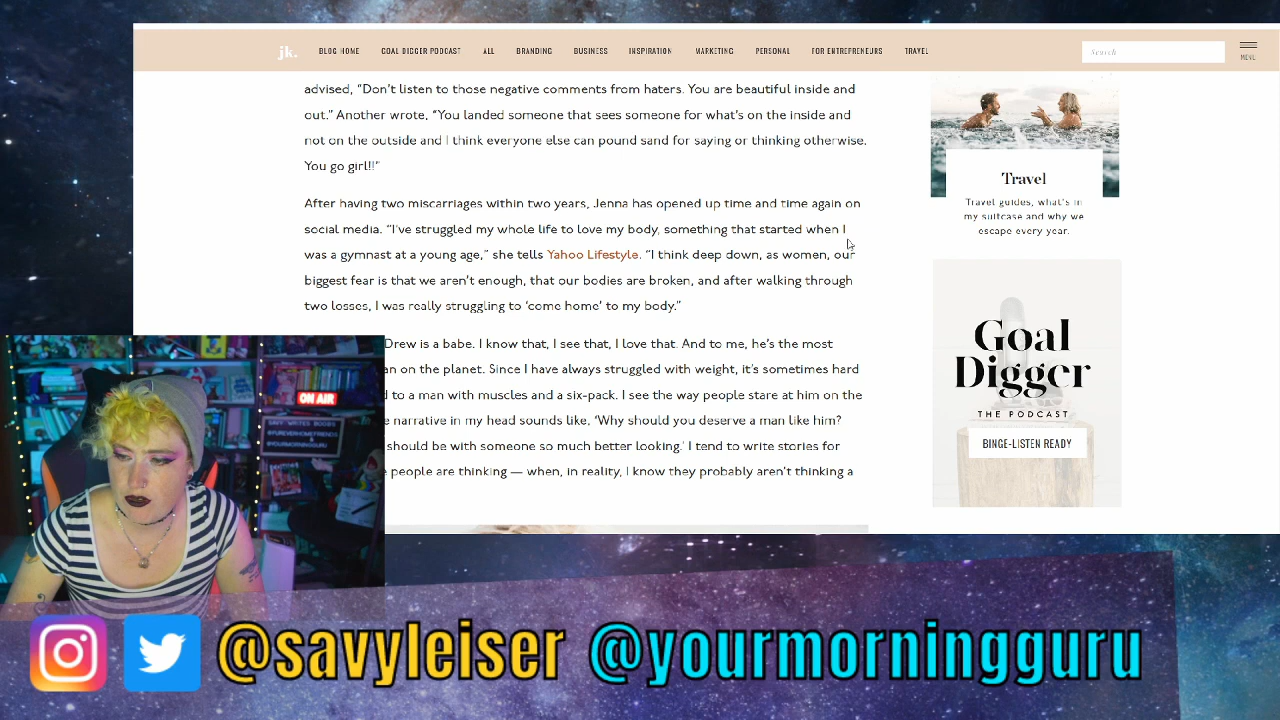 jk.
BLOG HOME
GOAL DIGGER PODCAST
ALL
BRANDING
BUSINESS
INSPIRATION
MARKETING
PERSONAL
FOR ENTREPRENEURS
TRAVEL
Search
MENU
advised, “Don’t listen to those negative comments from haters. You are beautiful inside and
out.” Another wrote, “You landed someone that sees someone for what’s on the inside and
not on the outside and I think everyone else can pound sand for saying or thinking otherwise.
You go girl!!”
After having two miscarriages within two years, Jenna has opened up time and time again on
social media. “I’ve struggled my whole life to love my body, something that started when I
was a gymnast at a young age,” she tells Yahoo Lifestyle. “I think deep down, as women, our
biggest fear is that we aren’t enough, that our bodies are broken, and after walking through
two losses, I was really struggling to ‘come home’ to my body.”
Drew is a babe. I know that, I see that, I love that. And to me, he’s the most
on the planet. Since I have always struggled with weight, it’s sometimes hard
to a man with muscles and a six-pack. I see the way people stare at him on the
narrative in my head sounds like, ‘Why should you deserve a man like him?
should be with someone so much better looking.’ I tend to write stories for
people are thinking — when, in reality, I know they probably aren’t thinking a
Travel
Travel guides, what's in
my suitcase and why we
escape every year.
Goal
Digger
THE PODCAST
BINGE-LISTEN READY
ON AIR
SAVY WRITES BOOKS
@FUREVERHOMEFRIENDS
&
@YOURMORNINGGURU
@savyleiser @yourmorningguru